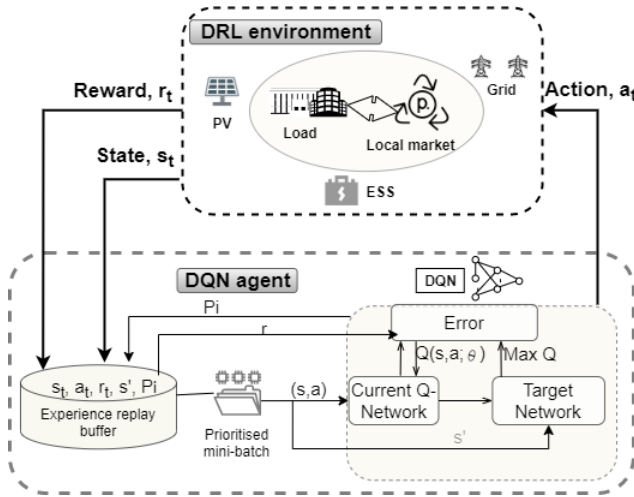 DRL environment
Reward, rₜ
PV
Load
p.
Local market
Grid
Action, aₜ
State, sₜ
ESS
DQN agent
DQN
Pi
r
Error
Q(s,a; θ)
Max Q
sₜ, aₜ, rₜ, s', Pi
Experience replay
buffer
Prioritised
mini-batch
(s,a)
Current Q-
Network
Target
Network
s'